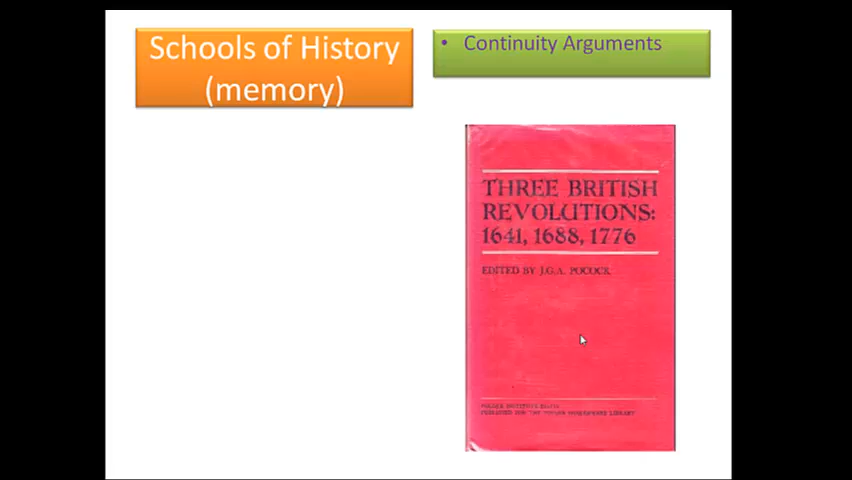 Schools of History
(memory)
• Continuity Arguments
THREE BRITISH
REVOLUTIONS:
1641, 1688, 1776
EDITED BY J.G.A. POCOCK